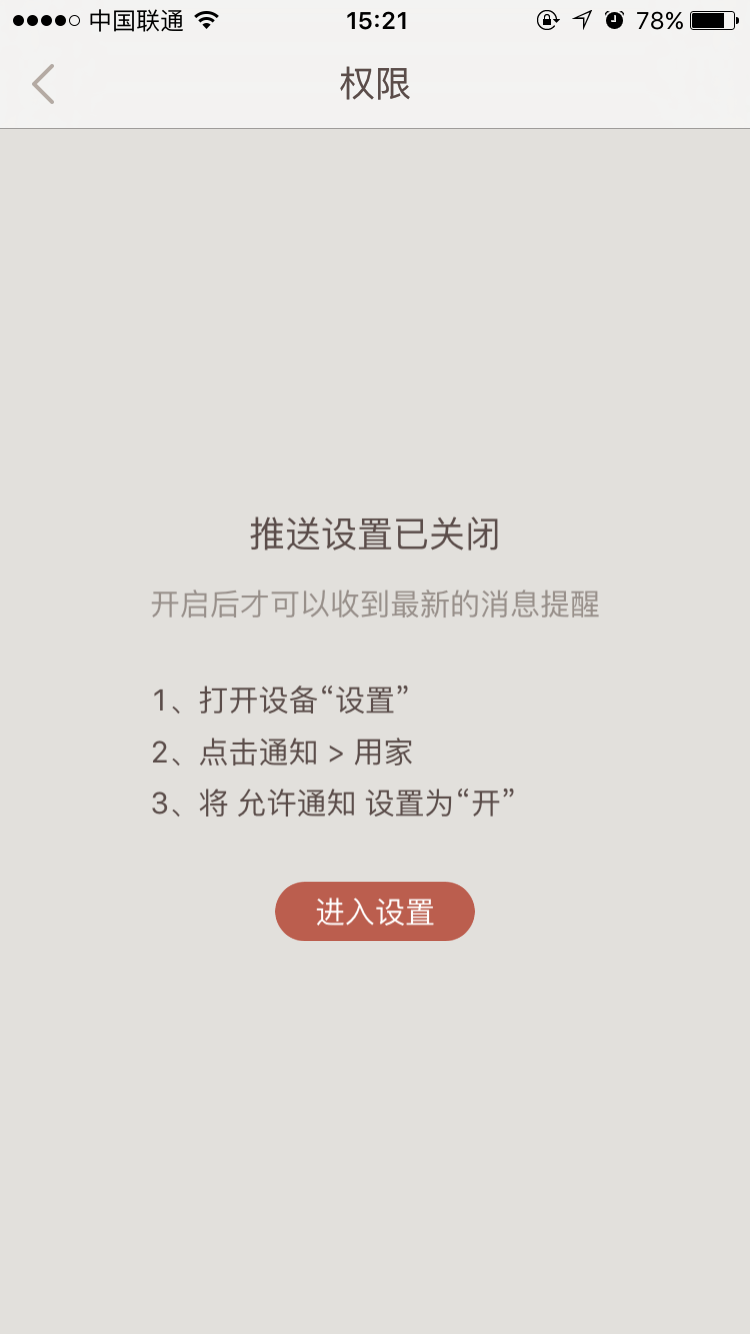 中国联通 15:21 78%
权限
推送设置已关闭
开启后才可以收到最新的消息提醒
1、打开设备“设置”
2、点击通知 > 用家
3、将 允许通知 设置为“开”
进入设置